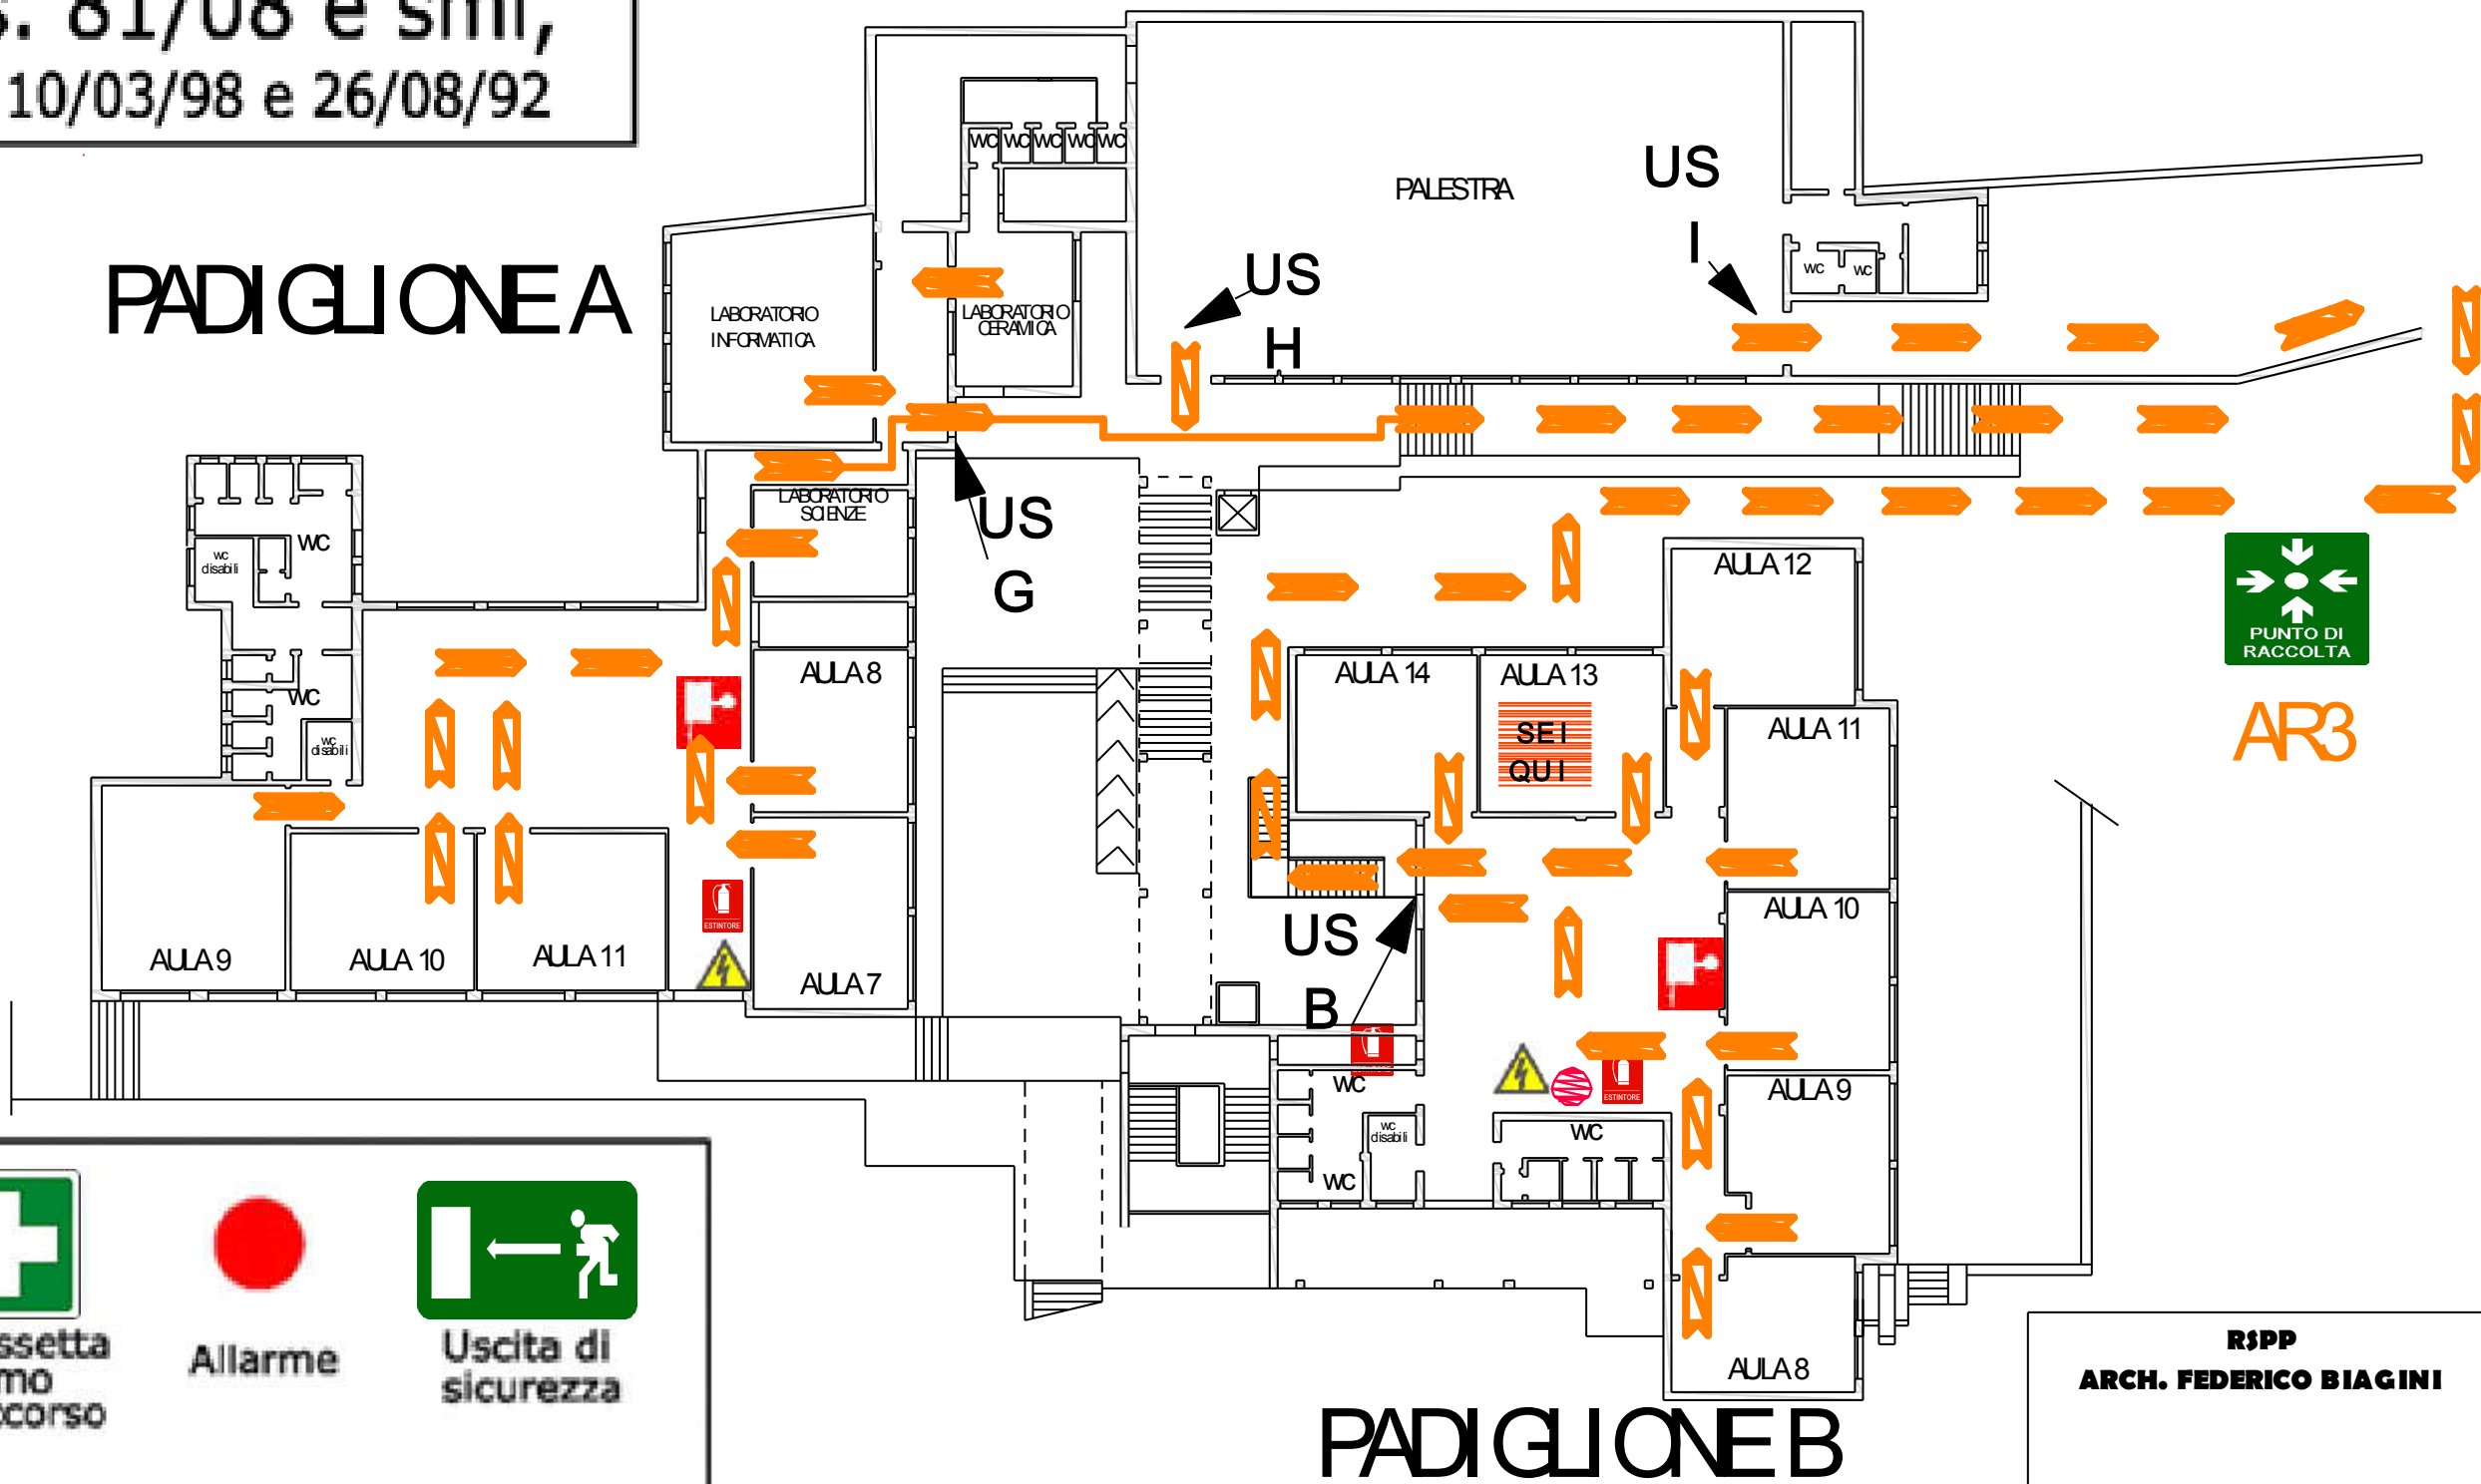 s. 81/08 e smi,
10/03/98 e 26/08/92
PADIGLIONE A
WC WC WC WC WC
PALESTRA
US
I
US
H
WC WC
LABORATORIO
INFORMATICA
LABORATORIO
CERAMICA
LABORATORIO
SCIENZE
US
G
WC
wc
disabili
WC
wc
disabili
AULA 8
AULA 7
AULA 9
AULA 10
AULA 11
ESTINTORE
AULA 12
AULA 14
AULA 13
SEI
QUI
AULA 11
AULA 10
AULA 9
AULA 8
US
B
WC
wc
disabili
WC
WC
ESTINTORE
PUNTO DI
RACCOLTA
AR3
ssetta
mo
ccorso
Allarme
Uscita di
sicurezza
PADIGLIONE B
RSPP
ARCH. FEDERICO BIAGINI